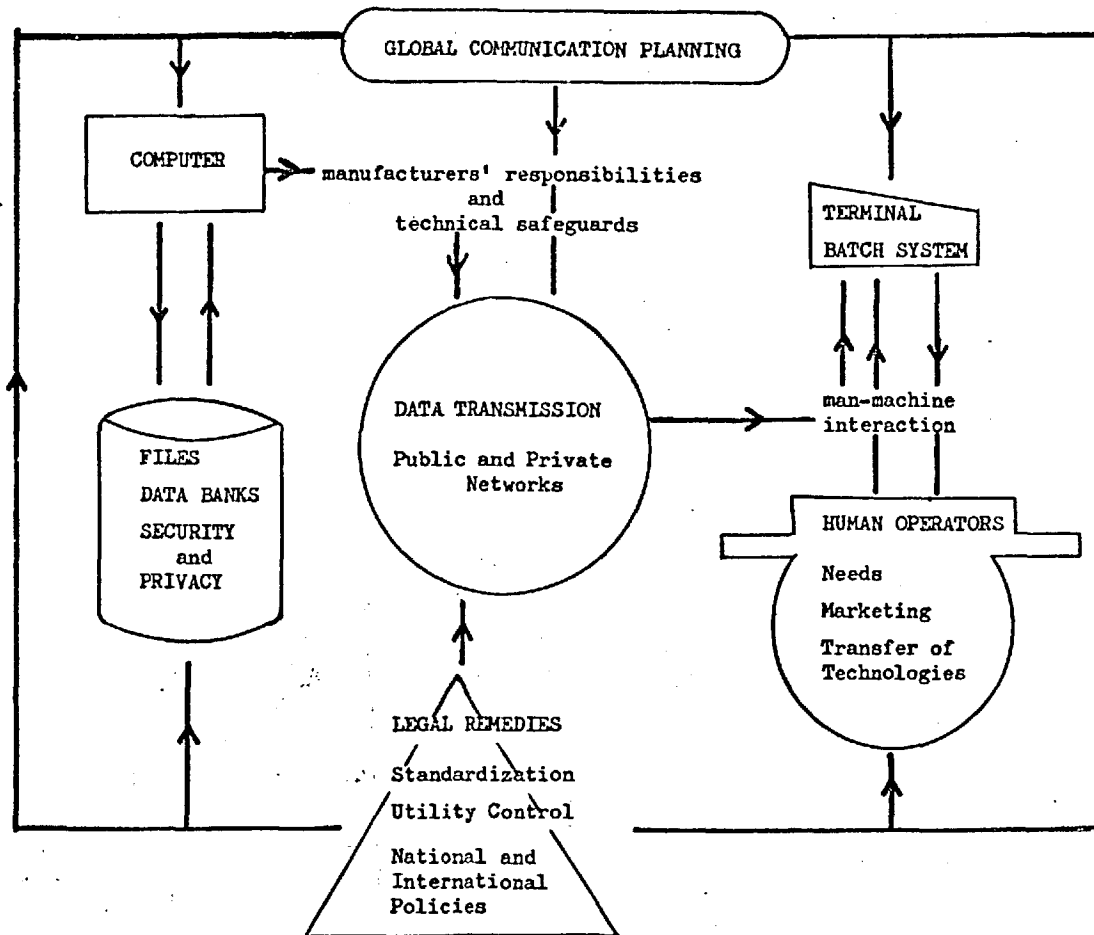 GLOBAL COMMUNICATION PLANNING
COMPUTER
manufacturers' responsibilities
and
technical safeguards
TERMINAL
BATCH SYSTEM
FILES
DATA BANKS
SECURITY
and
PRIVACY
DATA TRANSMISSION
Public and Private
Networks
man-machine
interaction
HUMAN OPERATORS
Needs
Marketing
Transfer of
Technologies
LEGAL REMEDIES
Standardization
Utility Control
National and
International
Policies